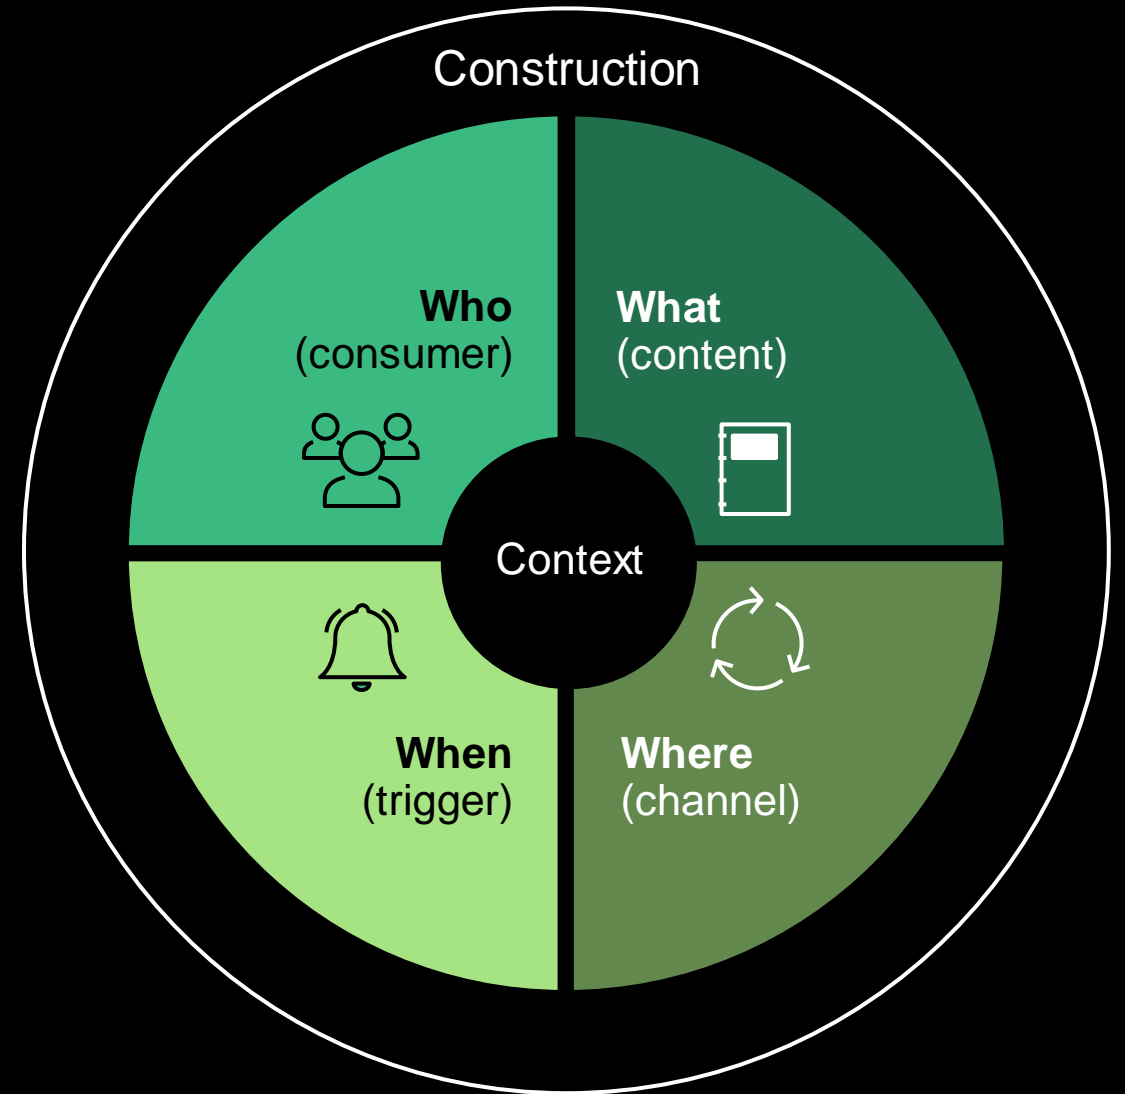 Construction
Who
(consumer)
What
(content)
Context
When
(trigger)
Where
(channel)